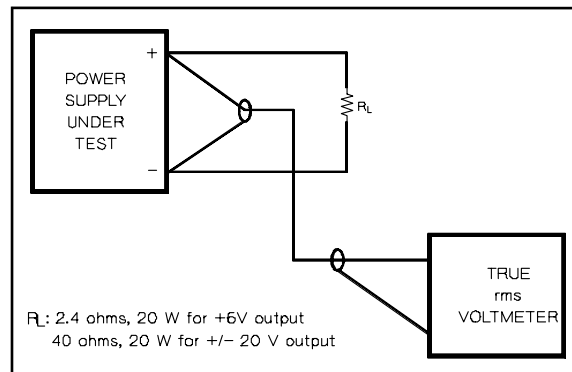 +
POWER
SUPPLY
UNDER
TEST
−
RL
TRUE
rms
VOLTMETER
RL: 2.4 ohms, 20 W for +6V output
40 ohms, 20 W for +/− 20 V output